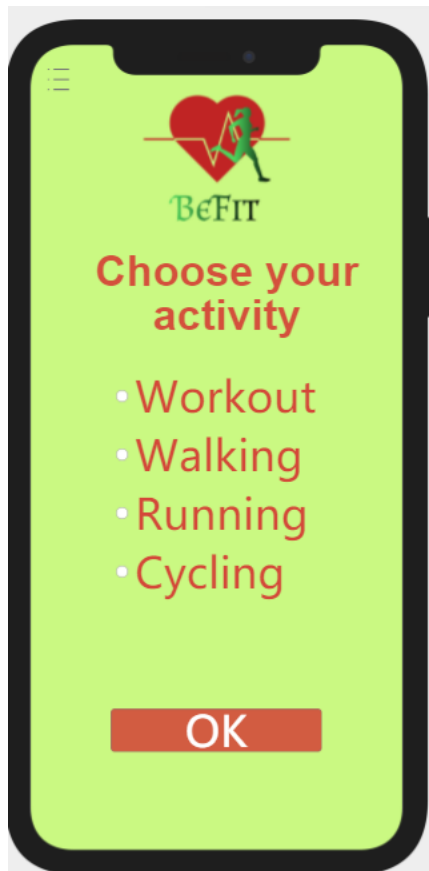 BeFit
Choose your
activity
Workout
Walking
Running
Cycling
OK